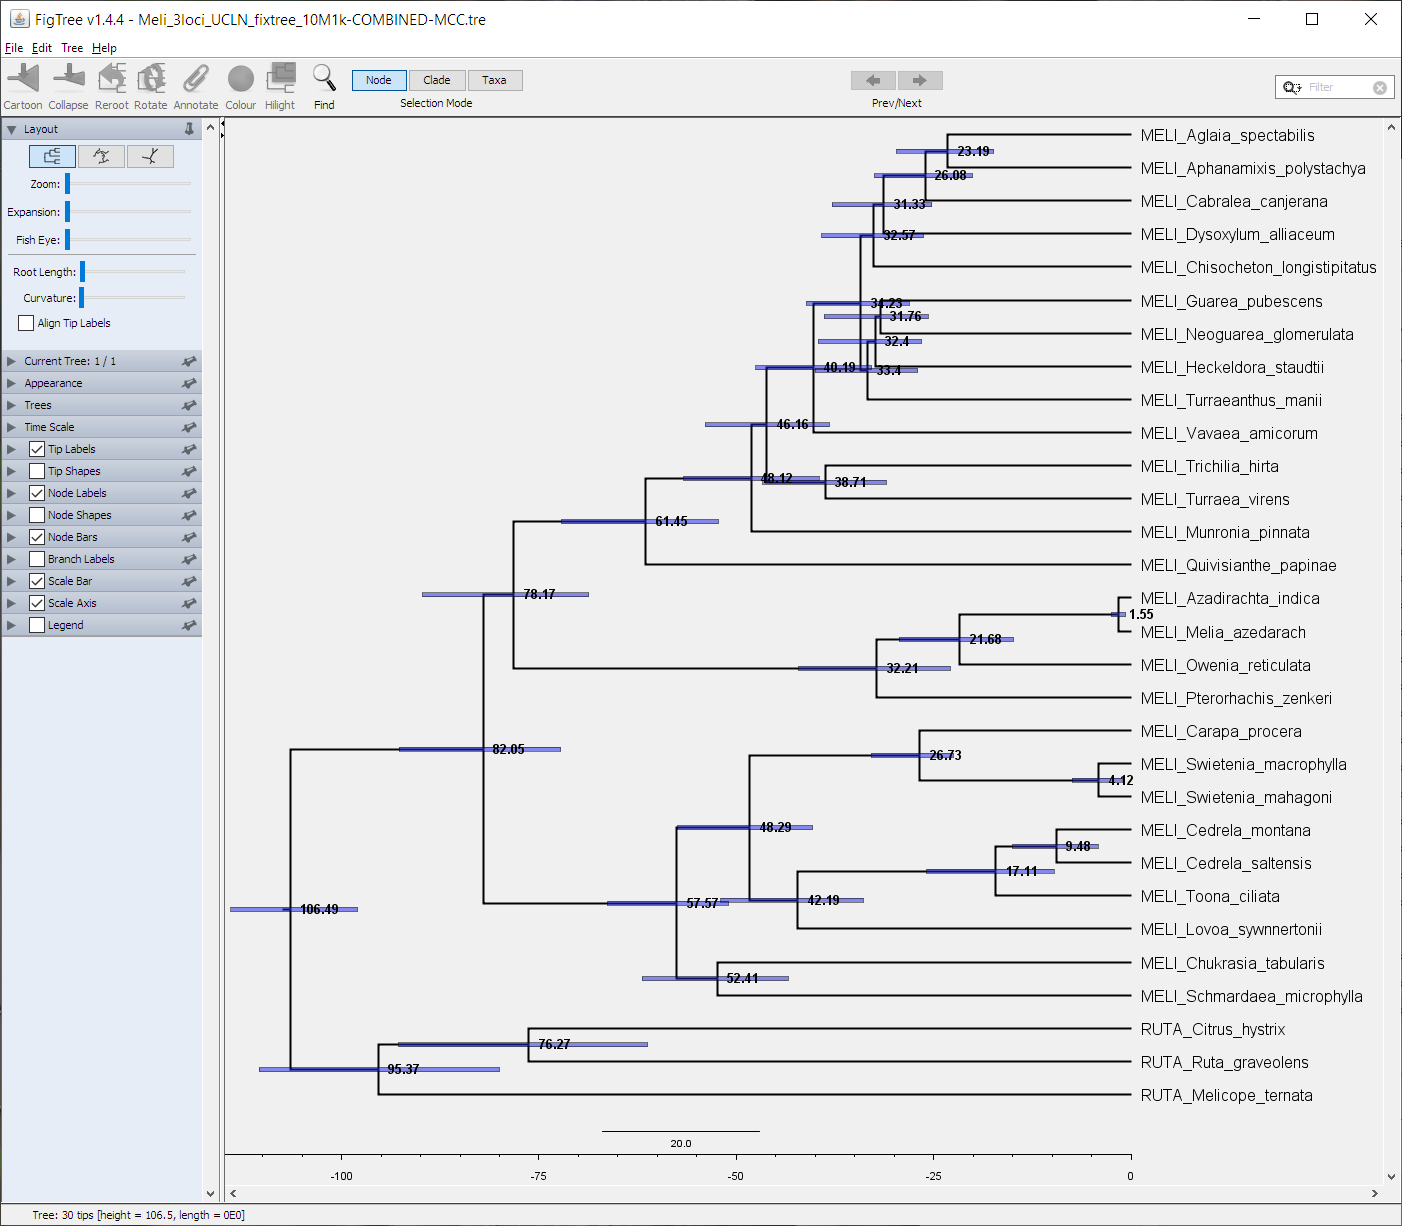 FigTree v1.4.4 - Meli_3loci_UCLN_fixtree_10M1k-COMBINED-MCC.tre
File Edit Tree Help
Cartoon Collapse Reroot Rotate Annotate Colour Hilight Find
Node Clade Taxa
Selection Mode
Prev/Next
Filter
Layout
Zoom:
Expansion:
Fish Eye:
Root Length:
Curvature:
Align Tip Labels
Current Tree: 1 / 1
Appearance
Trees
Time Scale
Tip Labels
Tip Shapes
Node Labels
Node Shapes
Node Bars
Branch Labels
Scale Bar
Scale Axis
Legend
MELI_Aglaia_spectabilis
23.19
MELI_Aphanamixis_polystachya
26.08
MELI_Cabralea_canjerana
31.33
MELI_Dysoxylum_alliaceum
32.57
MELI_Chisocheton_longistipitatus
MELI_Guarea_pubescens
34.23
31.76
MELI_Neoguarea_glomerulata
32.4
MELI_Heckeldora_staudtii
40.19
33.4
MELI_Turraeanthus_manii
46.16
MELI_Vavaea_amicorum
MELI_Trichilia_hirta
48.12
38.71
MELI_Turraea_virens
61.45
MELI_Munronia_pinnata
MELI_Quivisianthe_papinae
78.17
MELI_Azadirachta_indica
1.55
MELI_Melia_azedarach
21.68
MELI_Owenia_reticulata
32.21
MELI_Pterorhachis_zenkeri
MELI_Carapa_procera
82.05
26.73
MELI_Swietenia_macrophylla
4.12
MELI_Swietenia_mahagoni
48.29
MELI_Cedrela_montana
9.48
MELI_Cedrela_saltensis
17.11
MELI_Toona_ciliata
42.19
57.57
106.49
MELI_Lovoa_sywnnertonii
MELI_Chukrasia_tabularis
52.41
MELI_Schmardaea_microphylla
RUTA_Citrus_hystrix
76.27
RUTA_Ruta_graveolens
95.37
RUTA_Melicope_ternata
20.0
-100 -75 -50 -25 0
Tree: 30 tips [height = 106.5, length = 0E0]